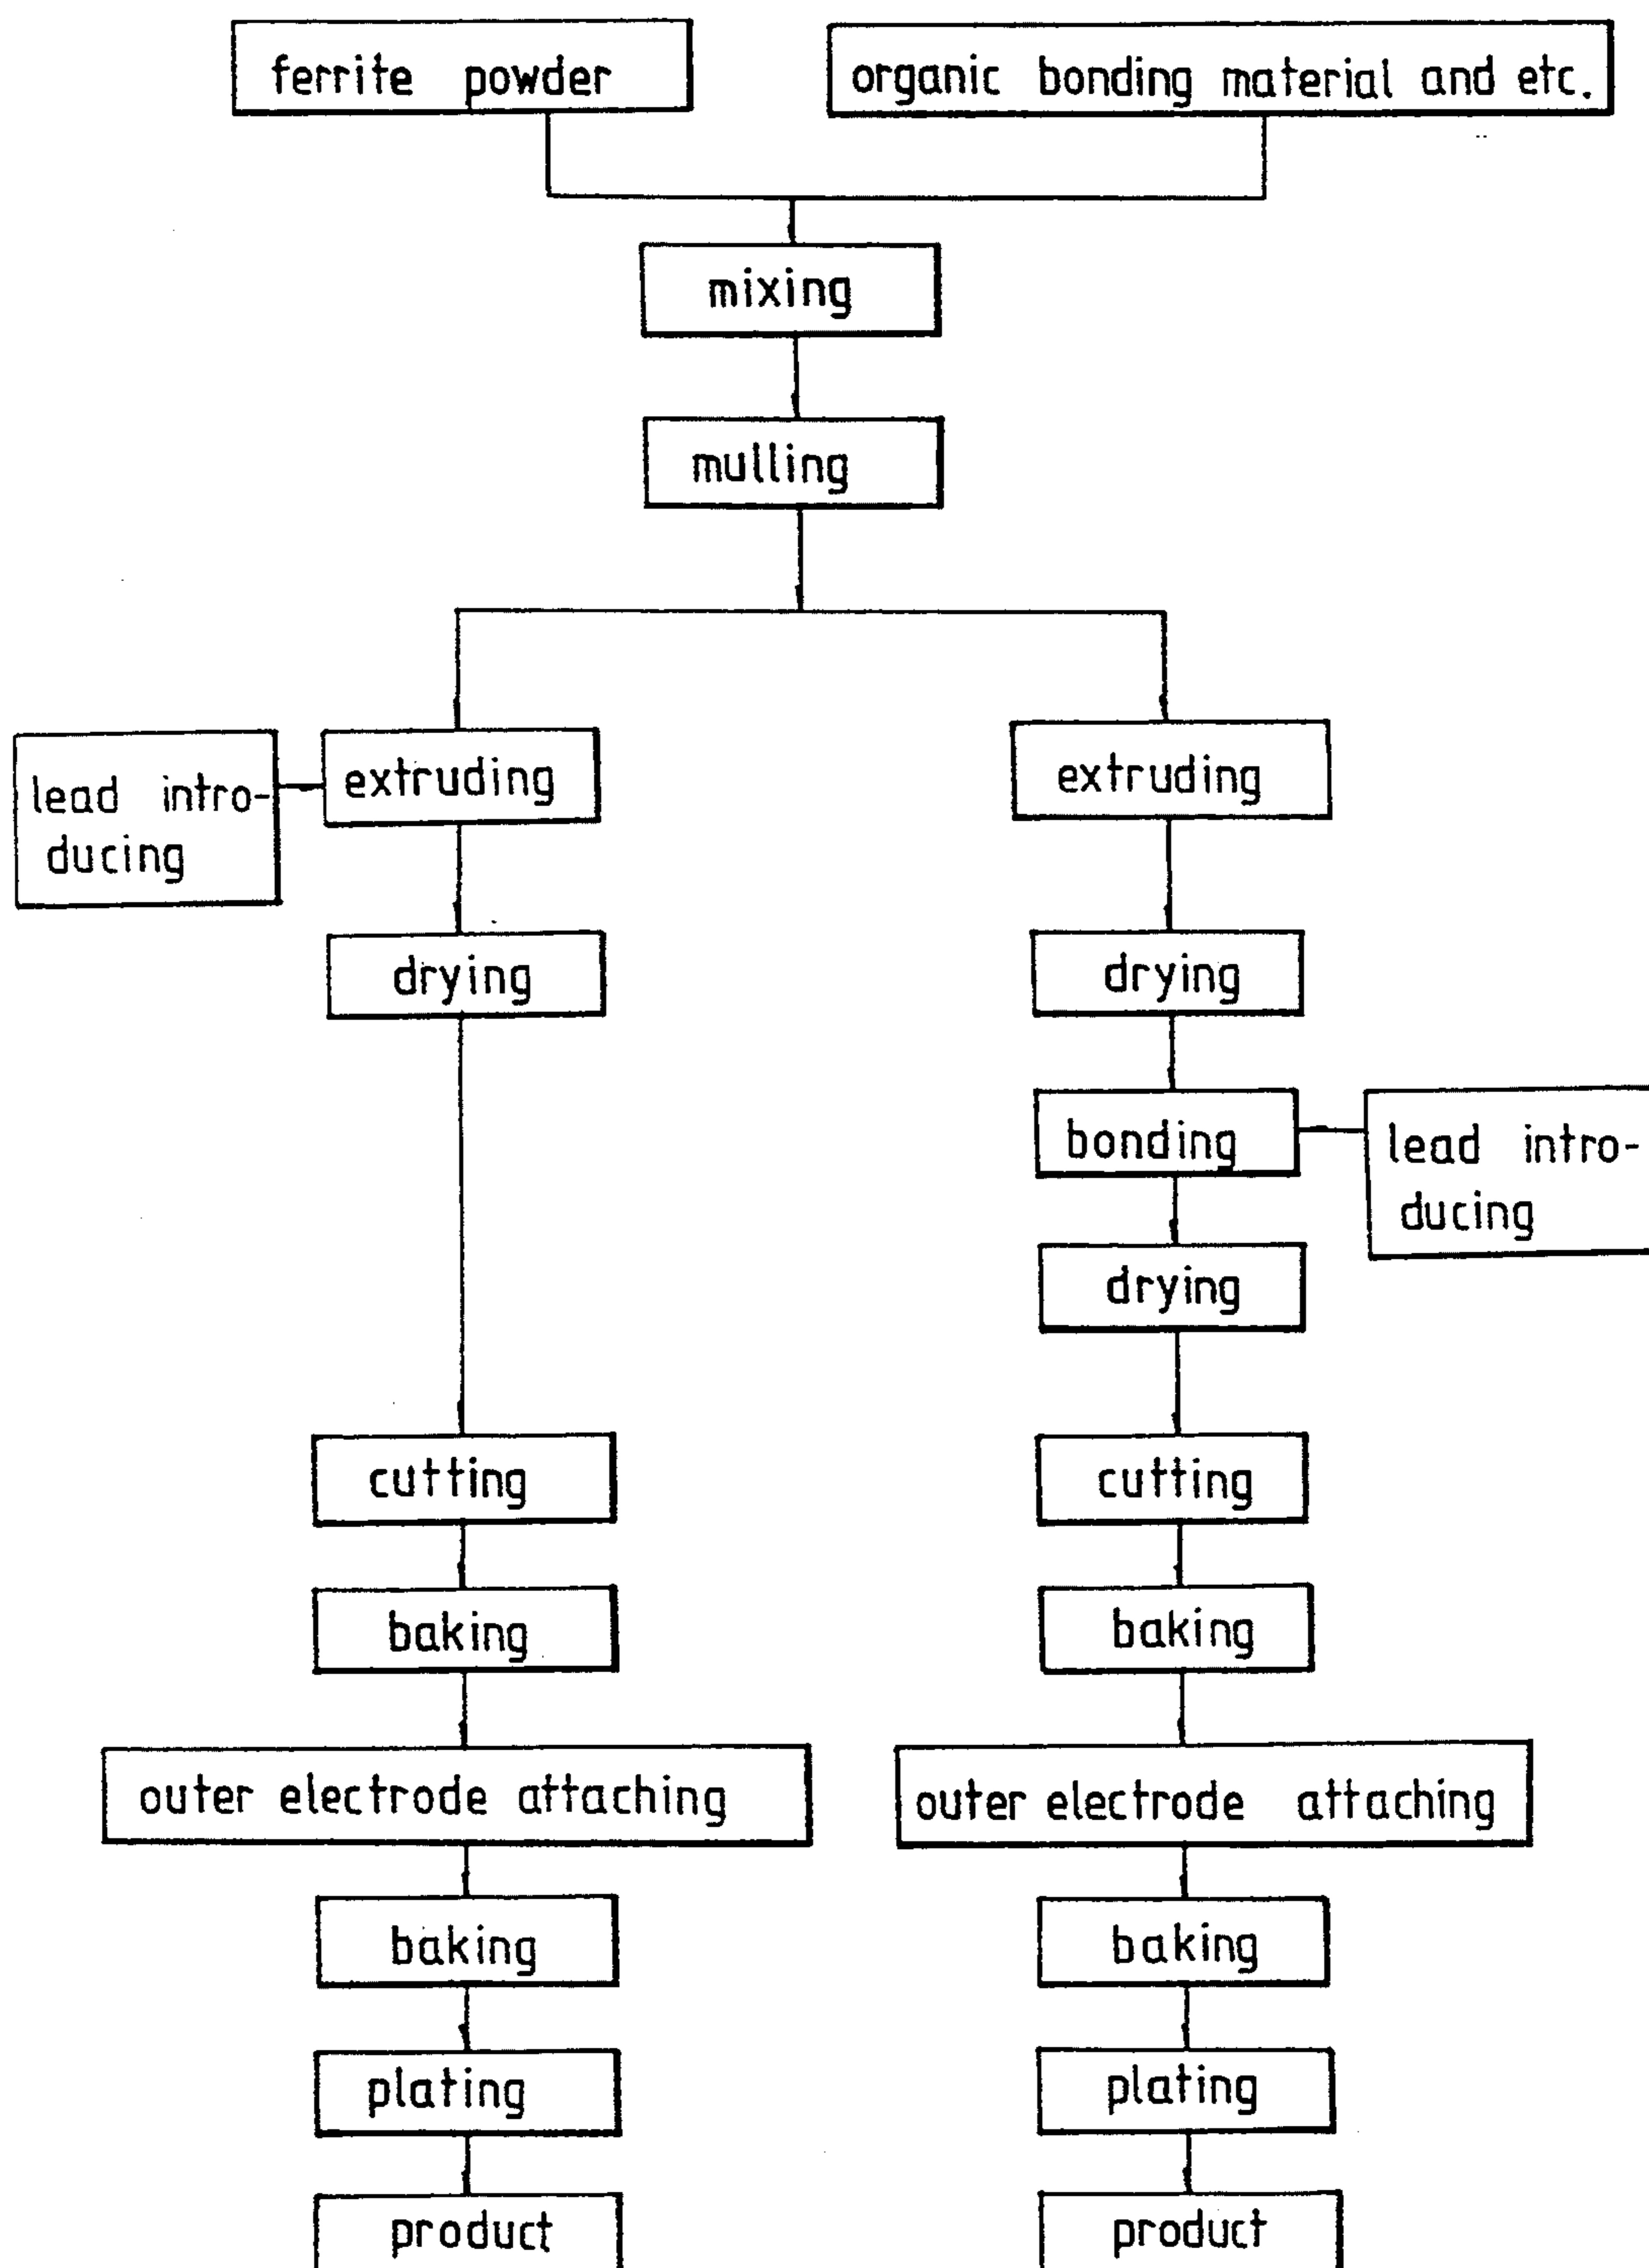 ferrite powder
organic bonding material and etc.
mixing
mulling
lead intro-
ducing
extruding
drying
cutting
baking
outer electrode attaching
baking
plating
product
extruding
drying
bonding
lead intro-
ducing
drying
cutting
baking
outer electrode attaching
baking
plating
product